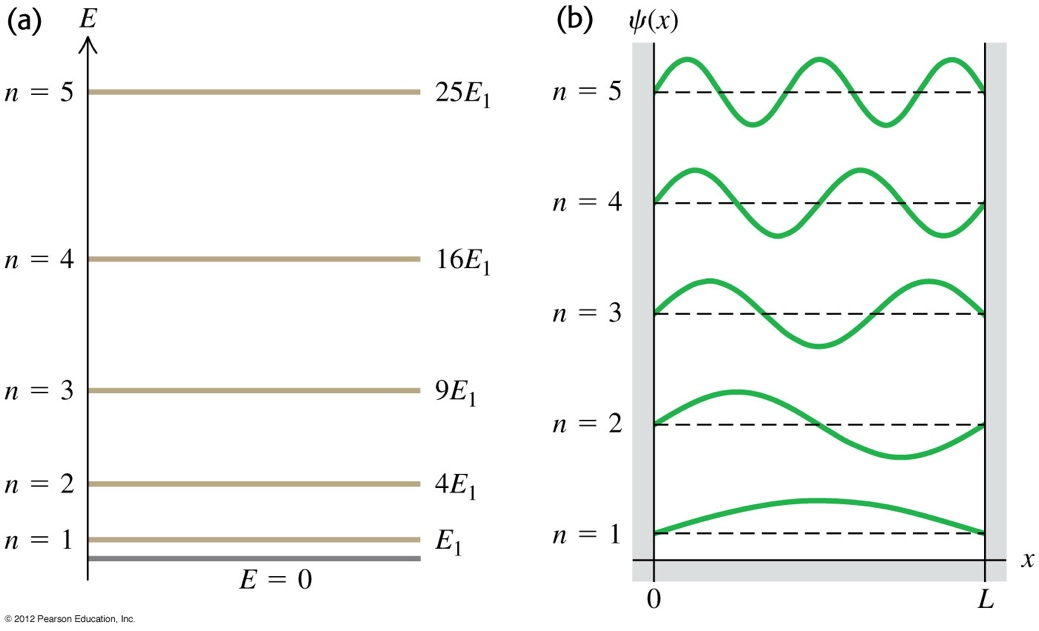 (a) E
n = 5 25E₁
n = 4 16E₁
n = 3 9E₁
n = 2 4E₁
n = 1 E₁
E = 0
(b) ψ(x)
n = 5
n = 4
n = 3
n = 2
n = 1
x
0 L
© 2012 Pearson Education, Inc.